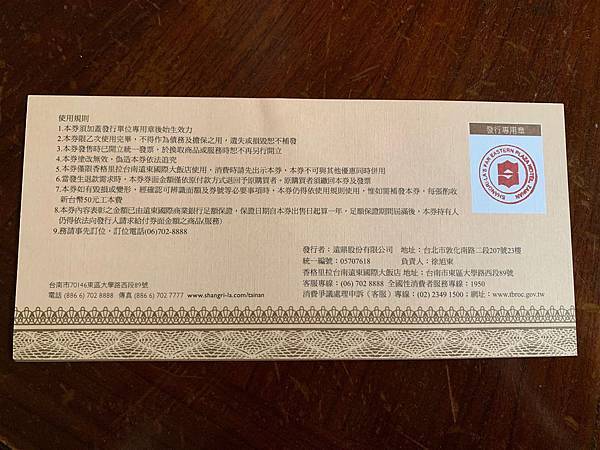 使用規則
1.本券須加蓋發行單位專用章後始生效力
2.本券限乙次使用完畢，不得作為債務及擔保之用，遺失或損毀恕不補發
3.本券發售時已開立統一發票，於換取商品或服務時恕不再另行開立
4.本券塗改無效，偽造本券依法追究
5.本券僅限香格里拉台南遠東國際大飯店使用，消費時請先出示本券，本券不可與其他優惠同時併用
6.當發生退款需求時，本券券面金額僅依原付款方式退回予原購買者，原購買者須繳回本券及發票
7.本券如有毀損或變形，經確認可辨識面額及券號等必要事項時，本券仍得依使用規則使用，惟如需補發本券，每張酌收
新台幣50元工本費
8.本券內容表彰之金額已由遠東國際商業銀行足額保證，保證日期自本券出售日起算一年，足額保證期間屆滿後，本券持有人
仍得依法向發行人請求給付券面金額之商品(服務)
9.務請事先訂位，訂位電話(06)702-8888
發行專用章
SHANGRI-LA'S FAR EASTERN PLAZA HOTEL TAINAN
發行者：遠鼎股份有限公司 地址：台北市敦化南路二段207號23樓
統一編號：05707618 負責人：徐旭東
香格里拉台南遠東國際大飯店 地址：台南市東區大學路西段89號
客服專線：(06) 702 8888 全國性消費者服務專線：1950
消費爭議處理申訴（客服）專線：(02) 2349 1500；網址：www.tbroc.gov.tw
台南市70146東區大學路西段89號
電話 (886 6) 702 8888 傳真 (886 6) 702 7777 www.shangri-la.com/tainan